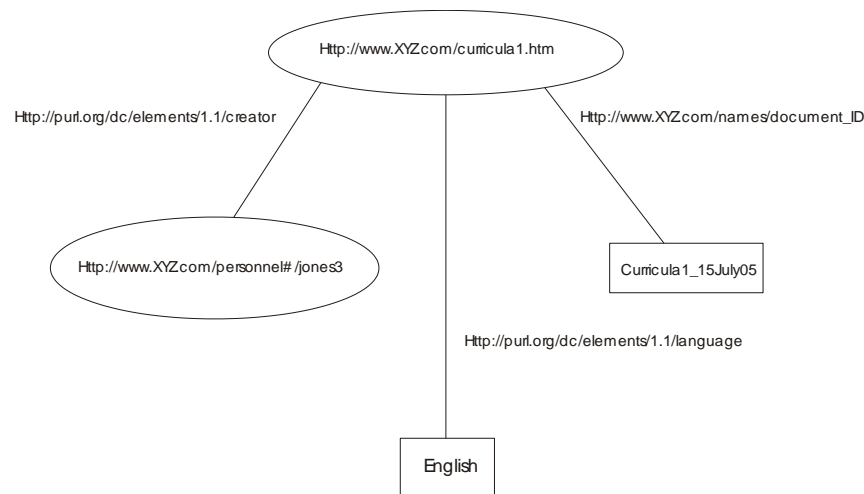 Http://www.XYZcom/curricula1.htm
Http://purl.org/dc/elements/1.1/creator
Http://www.XYZcom/names/document_ID
Http://www.XYZcom/personnel#/jones3
Curricula1_15July05
Http://purl.org/dc/elements/1.1/language
English